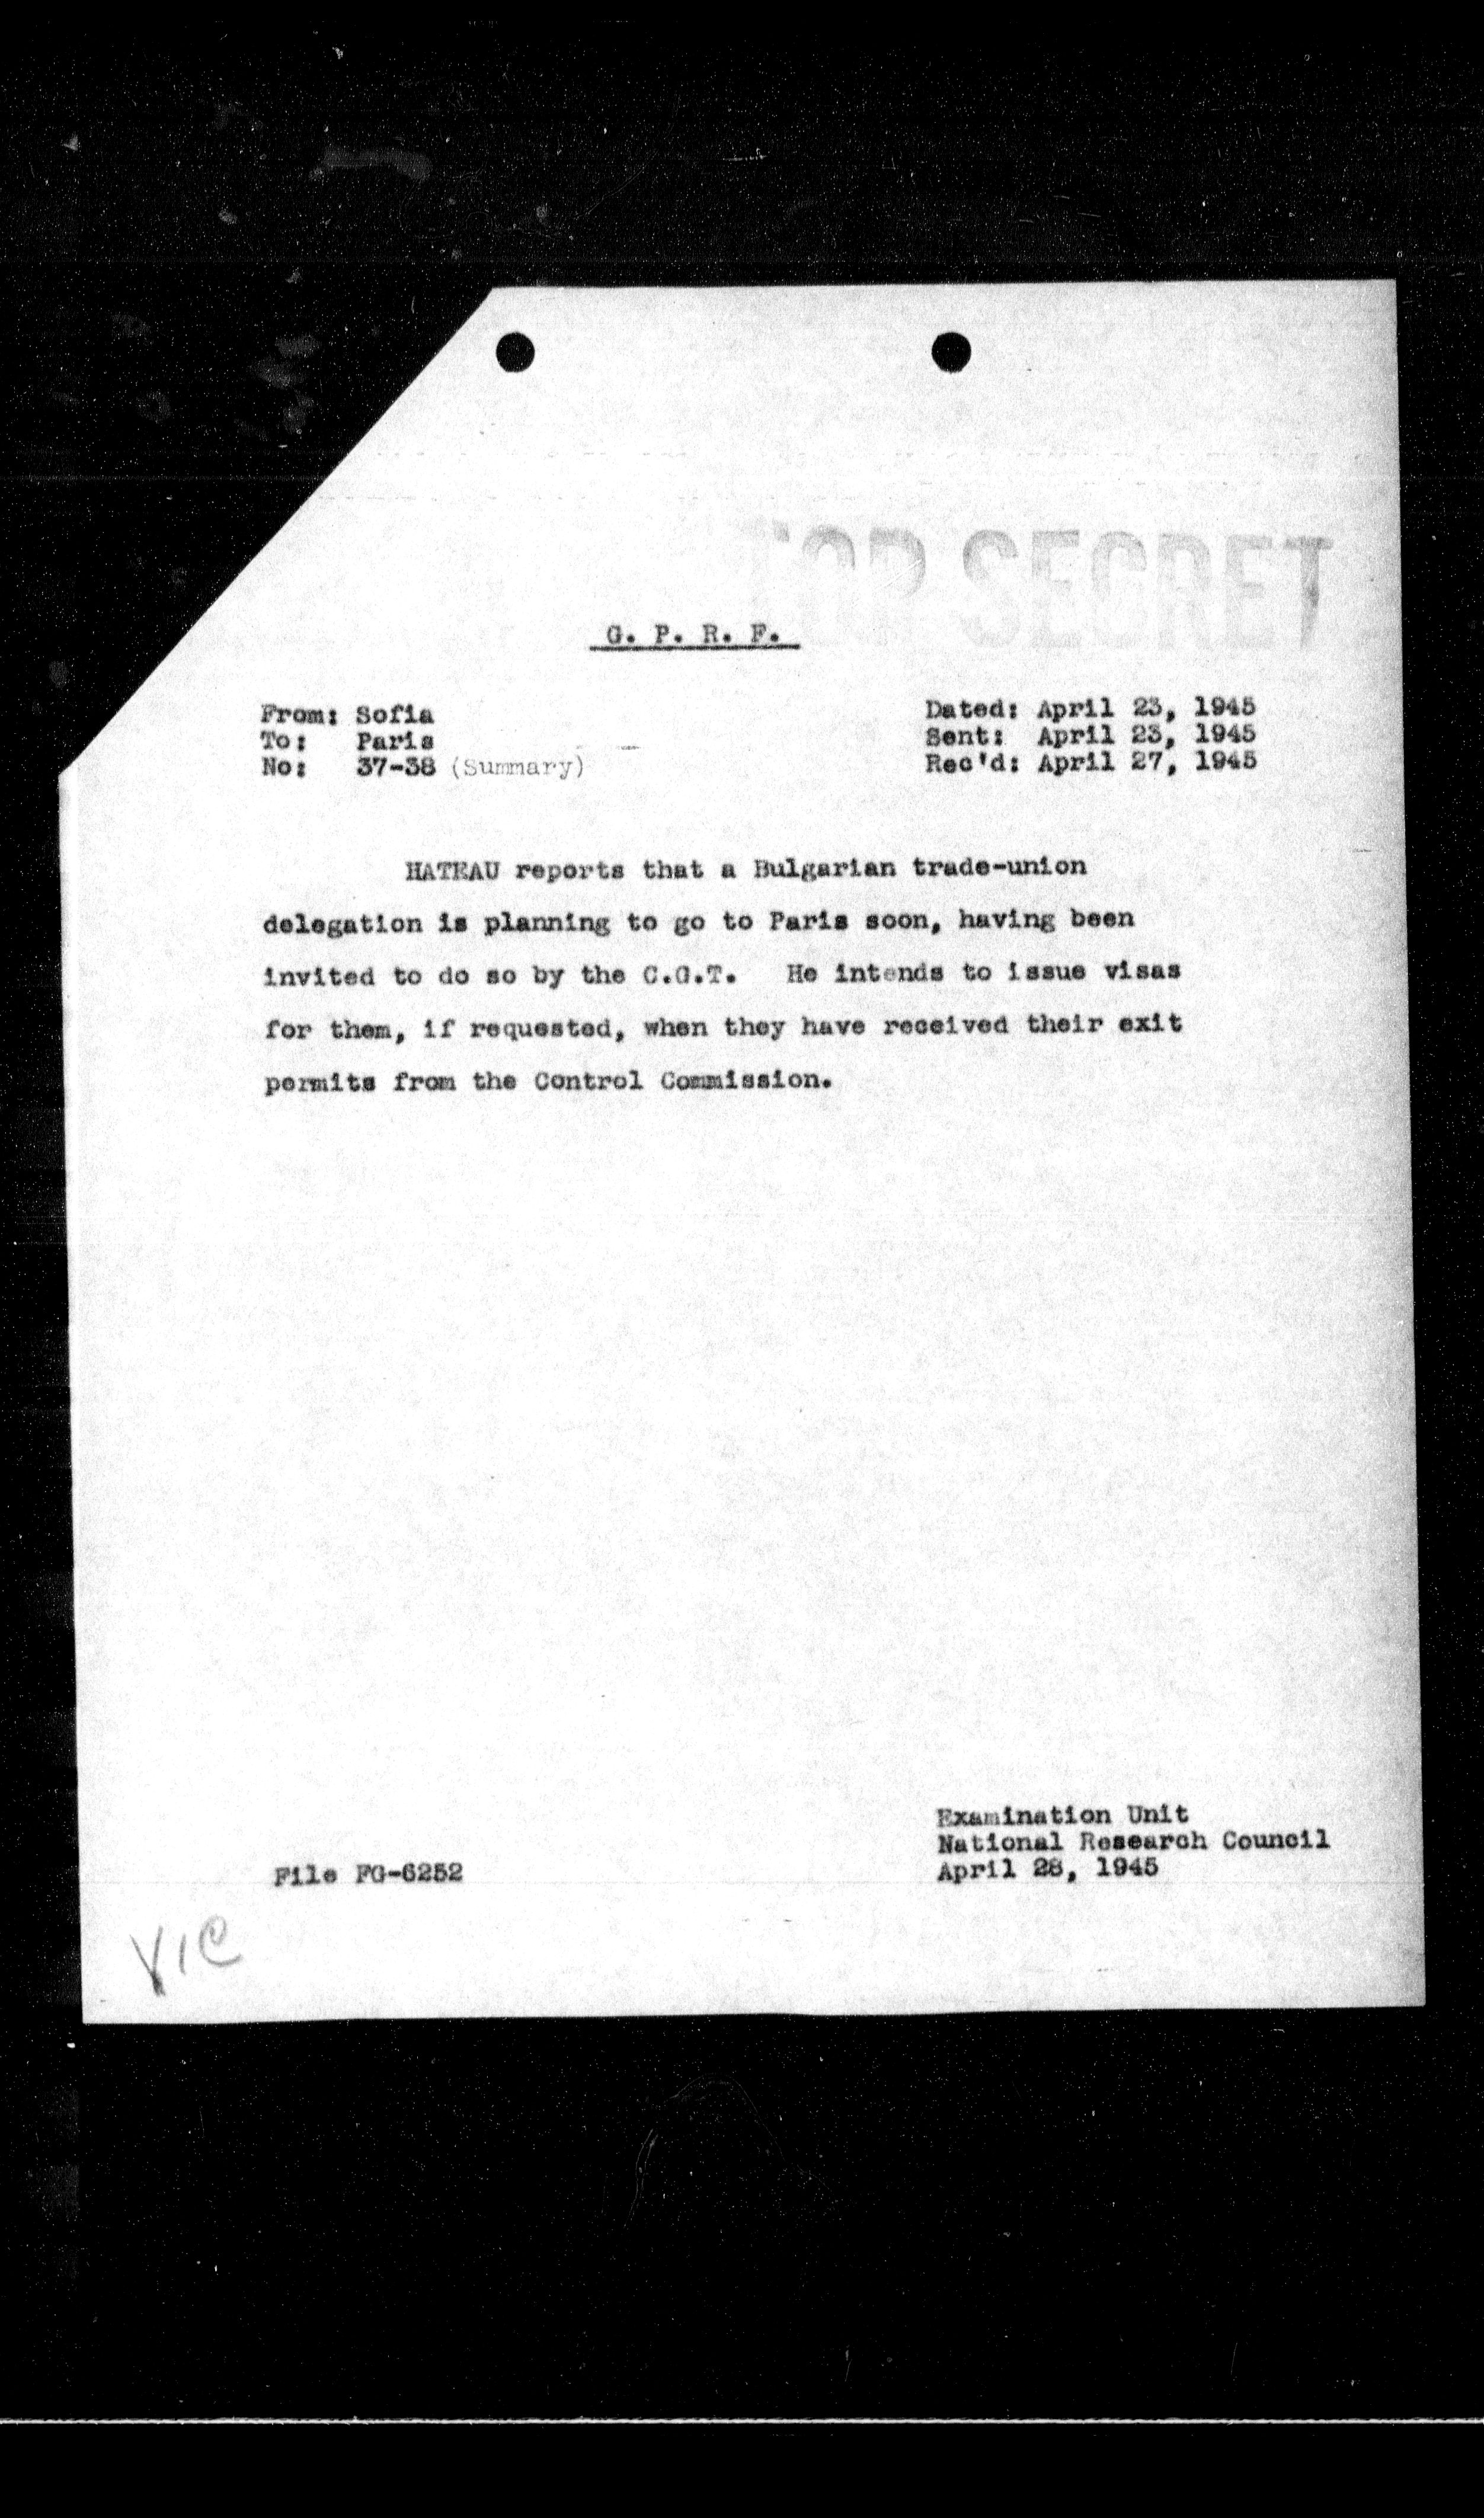 TOP SECRET
G. P. R. F.
From: Sofia
To: Paris
No: 37-38 (Summary)
Dated: April 23, 1945
Sent: April 23, 1945
Rec'd: April 27, 1945
HATEAU reports that a Bulgarian trade-union
delegation is planning to go to Paris soon, having been
invited to do so by the C.G.T. He intends to issue visas
for them, if requested, when they have received their exit
permits from the Control Commission.
Examination Unit
National Research Council
April 28, 1945
File FG-6252
VIC